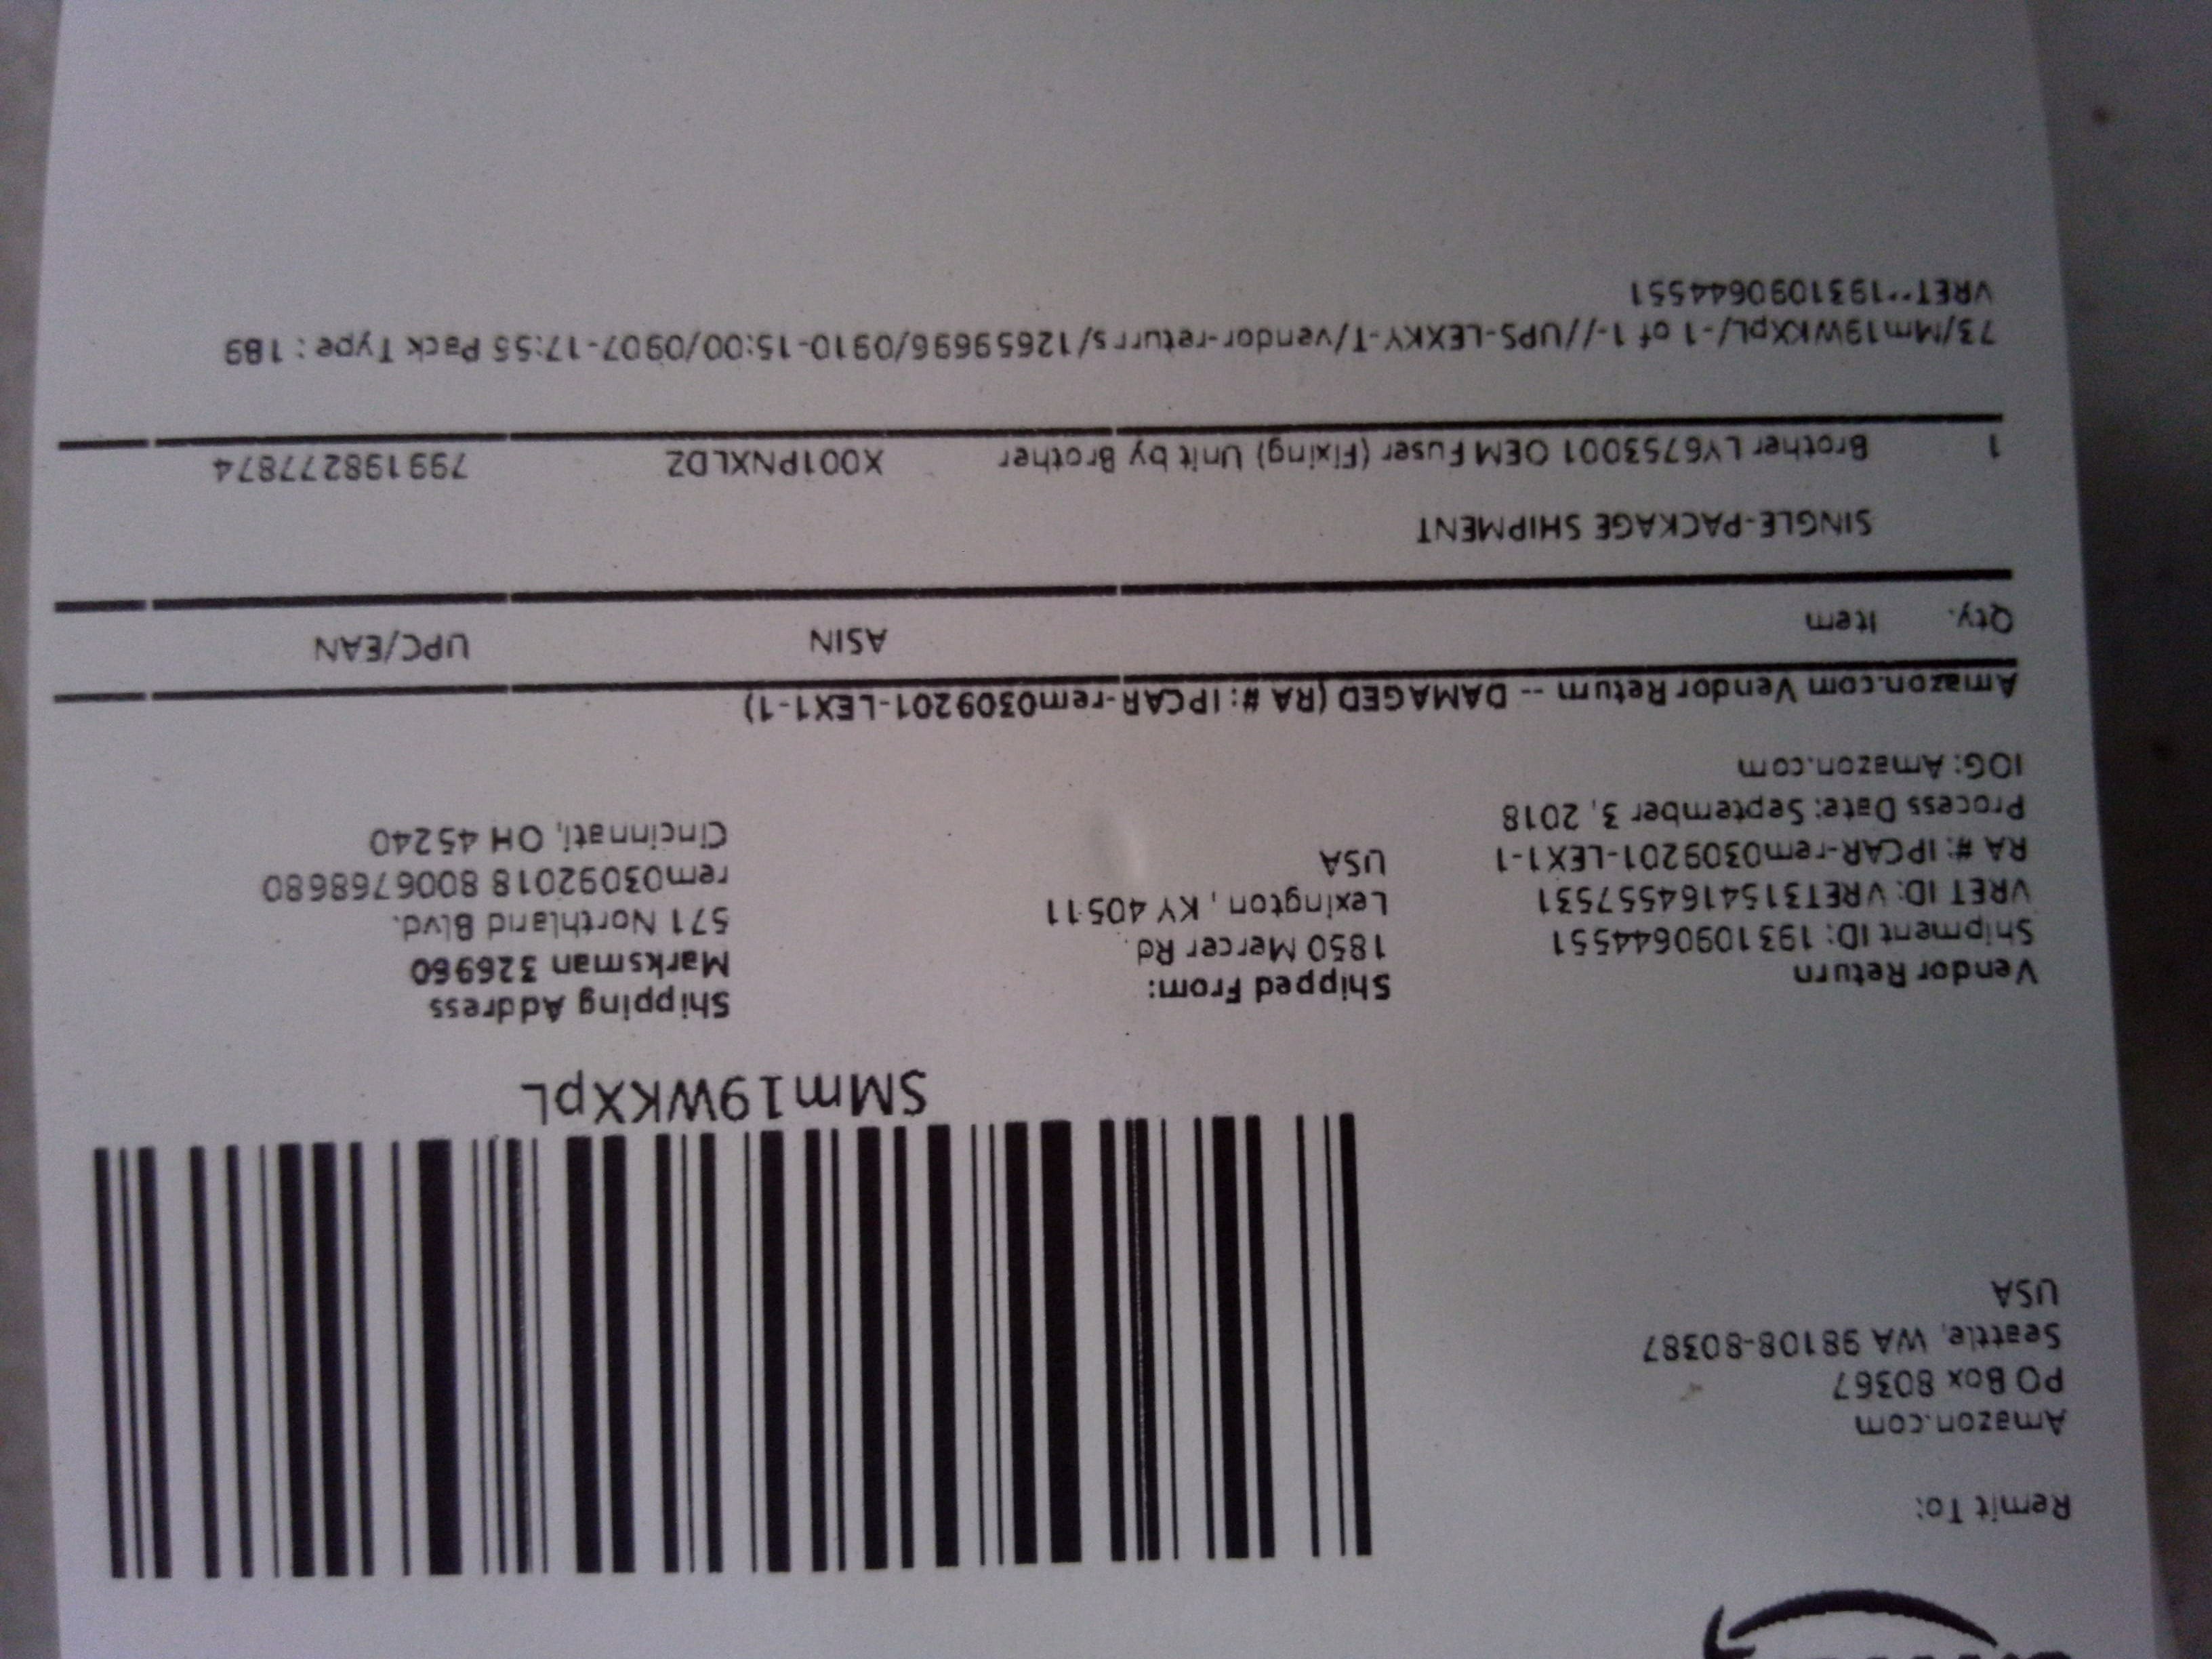 Remit To:
Amazon.com
PO Box 80367
Seattle, WA 98108-80387
USA
SMm19WKXpL
Vendor Return
Shipment ID: 1931090644551
VRET ID: VRET31541645575​31
RA #: IPCAR-rem0309201-LEX1-1
Process Date: September 3, 2018
IOG: Amazon.com
Shipped From:
1850 Mercer Rd.
Lexington , KY 40511
USA
Shipping Address
Marksman 326960
571 Northland Blvd.
rem03092018 8006768680
Cincinnati, OH 45240
Amazon.com Vendor Return -- DAMAGED (RA #: IPCAR-rem0309201-LEX1-1)
Qty. Item ASIN UPC/EAN
SINGLE-PACKAGE SHIPMENT
1 Brother LY6753001 OEM Fuser (Fixing) Unit by Brother X001PNXLDZ 799198277874
73/Mm19WKXpL/-1 of 1-//UPS-LEXKY-T/vendor-returrs/12659696/0910-15:00/0907-17:55 Pack Type : 189
VRET**1931090644551